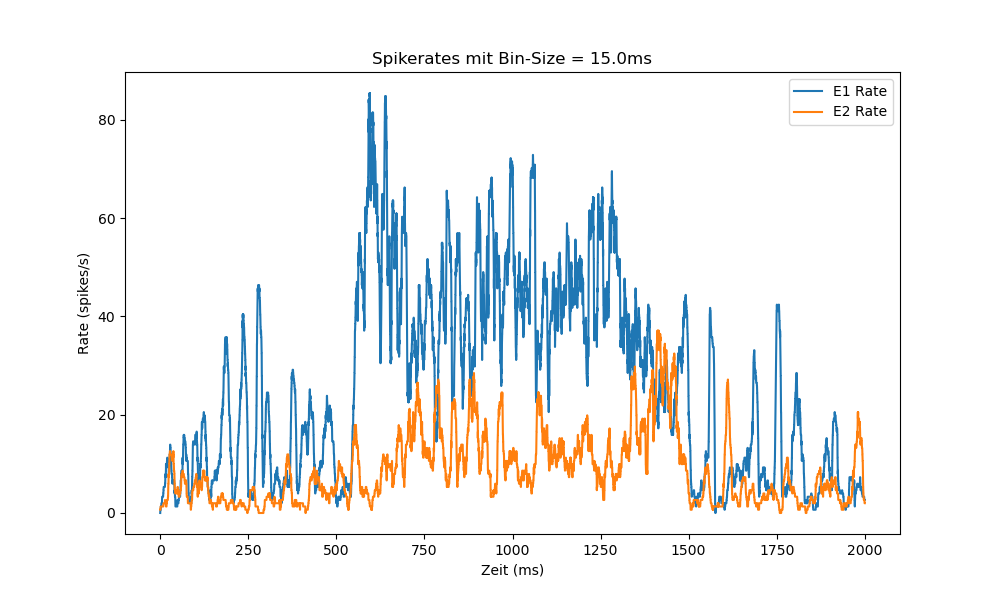 Spikerates mit Bin-Size = 15.0ms
E1 Rate
E2 Rate
80
60
40
20
0
Rate (spikes/s)
0 250 500 750 1000 1250 1500 1750 2000
Zeit (ms)